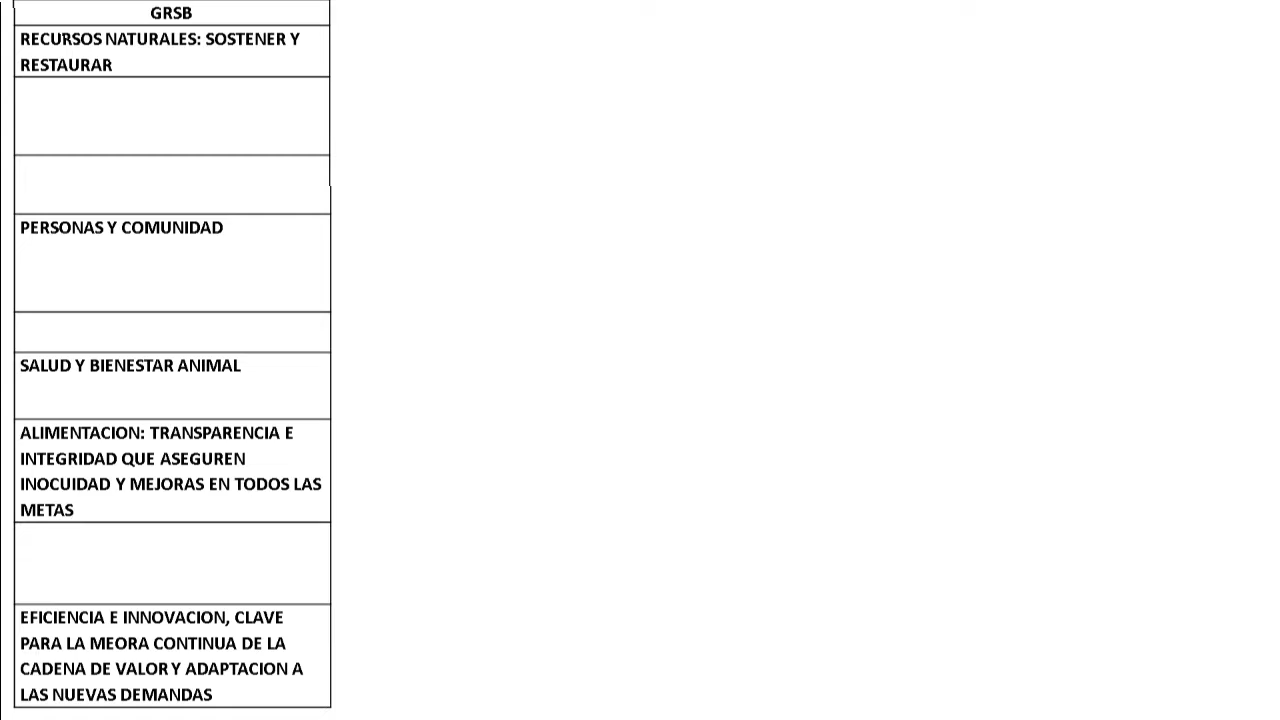 GRSB
RECURSOS NATURALES: SOSTENER Y
RESTAURAR
PERSONAS Y COMUNIDAD
SALUD Y BIENESTAR ANIMAL
ALIMENTACION: TRANSPARENCIA E
INTEGRIDAD QUE ASEGUREN
INOCUIDAD Y MEJORAS EN TODOS LAS
METAS
EFICIENCIA E INNOVACION, CLAVE
PARA LA MEORA CONTINUA DE LA
CADENA DE VALOR Y ADAPTACION A
LAS NUEVAS DEMANDAS